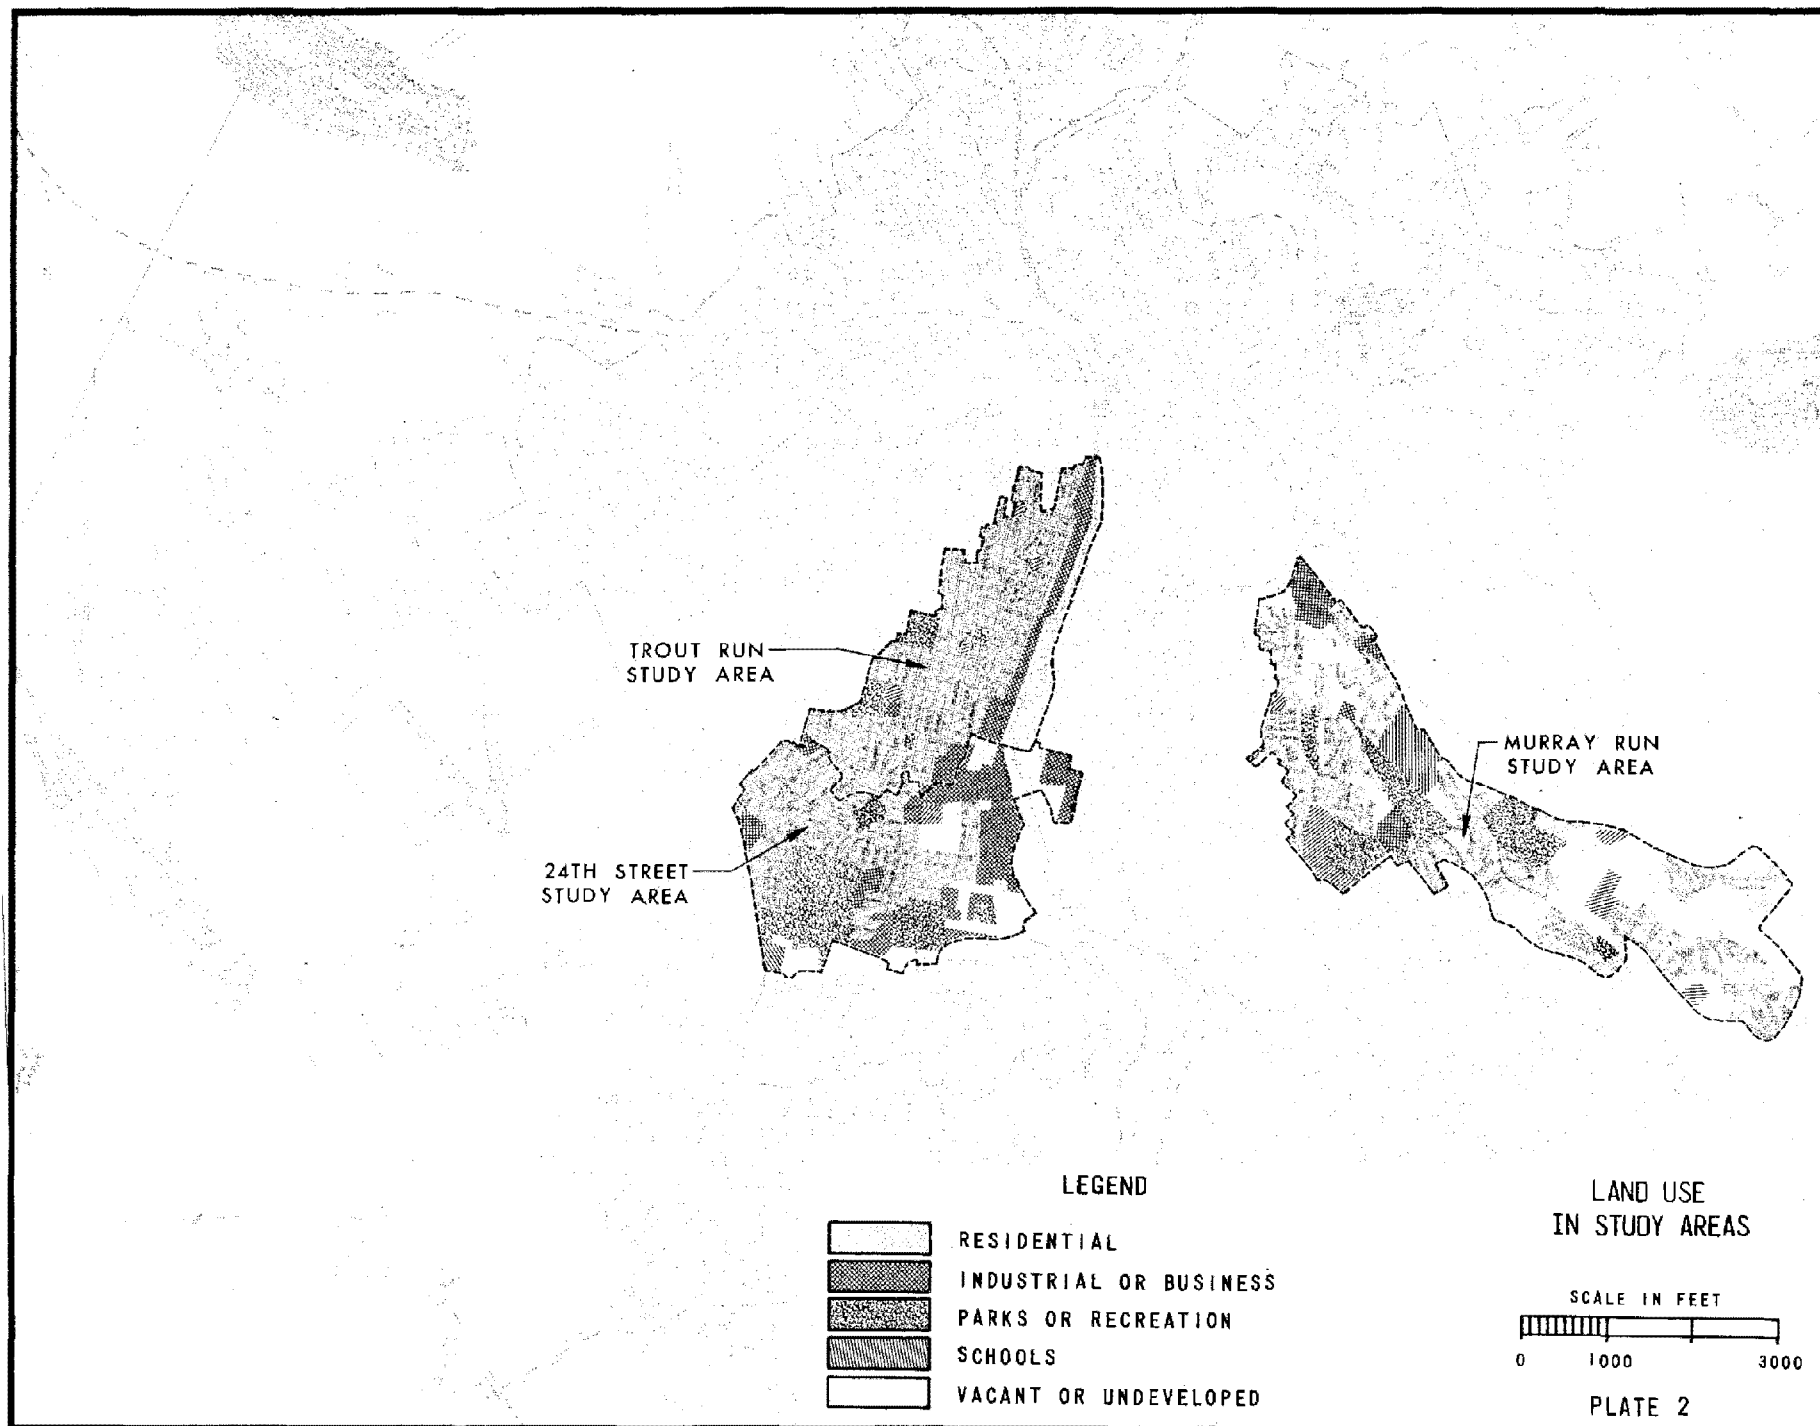 TROUT RUN
STUDY AREA
24TH STREET
STUDY AREA
MURRAY RUN
STUDY AREA
LEGEND
RESIDENTIAL
INDUSTRIAL OR BUSINESS
PARKS OR RECREATION
SCHOOLS
VACANT OR UNDEVELOPED
LAND USE
IN STUDY AREAS
SCALE IN FEET
0 1000 3000
PLATE 2